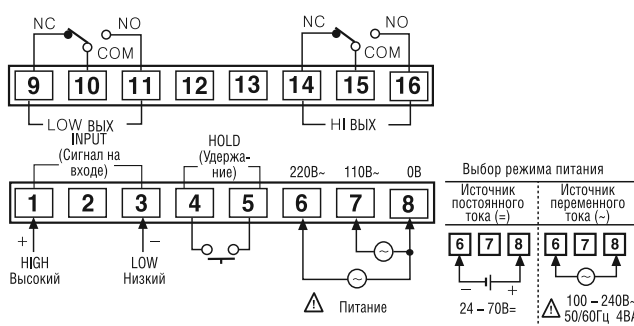 NC NO NC NO
COM COM
9 10 11 12 13 14 15 16
LOW ВЫХ HI ВЫХ
INPUT
(Сигнал на
входе)
HOLD
(Удержа-
ние)
220В~ 110В~ 0В
1 2 3 4 5 6 7 8
+ –
HIGH
Высокий
LOW
Низкий
⚠ Питание
Выбор режима питания
Источник
постоянного
тока (=)
6 7 8
– +
24 – 70В=
Источник
переменного
тока (~)
6 7 8
⚠ 100 – 240В~
50/60Гц 4ВА